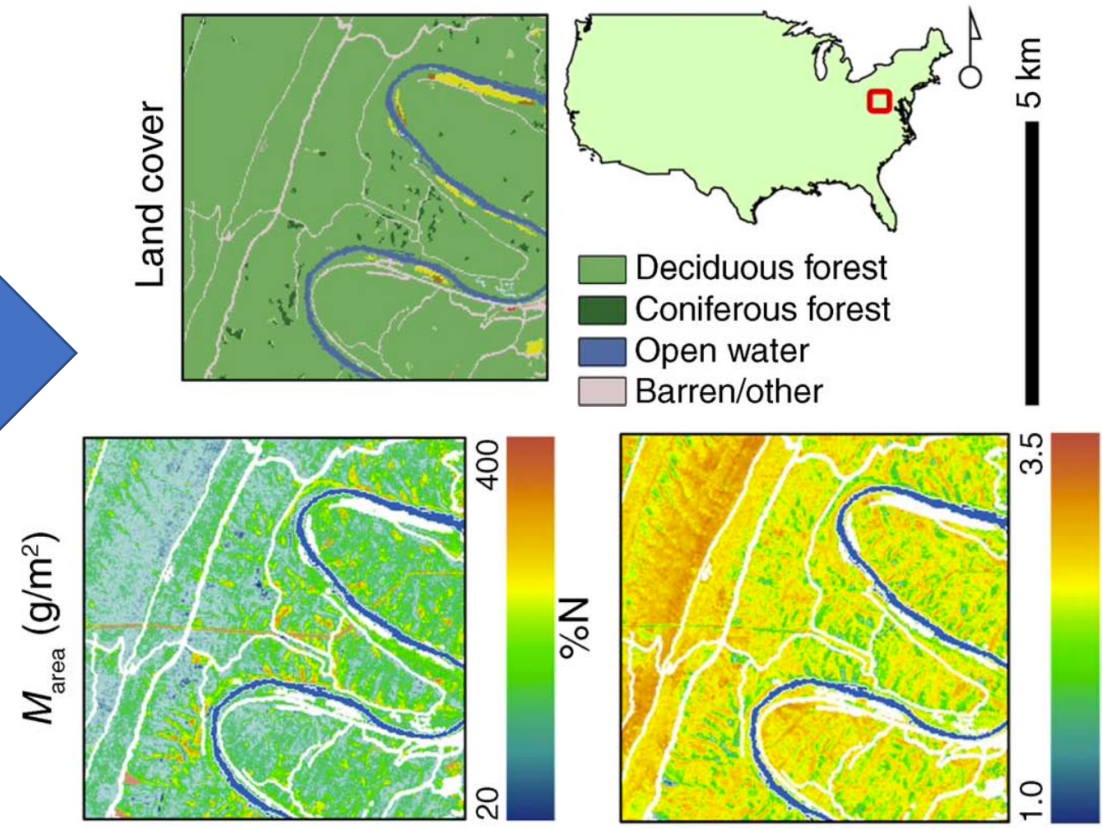 Land cover
5 km
Deciduous forest
Coniferous forest
Open water
Barren/other
Marea (g/m²)
400
20
%N
3.5
1.0